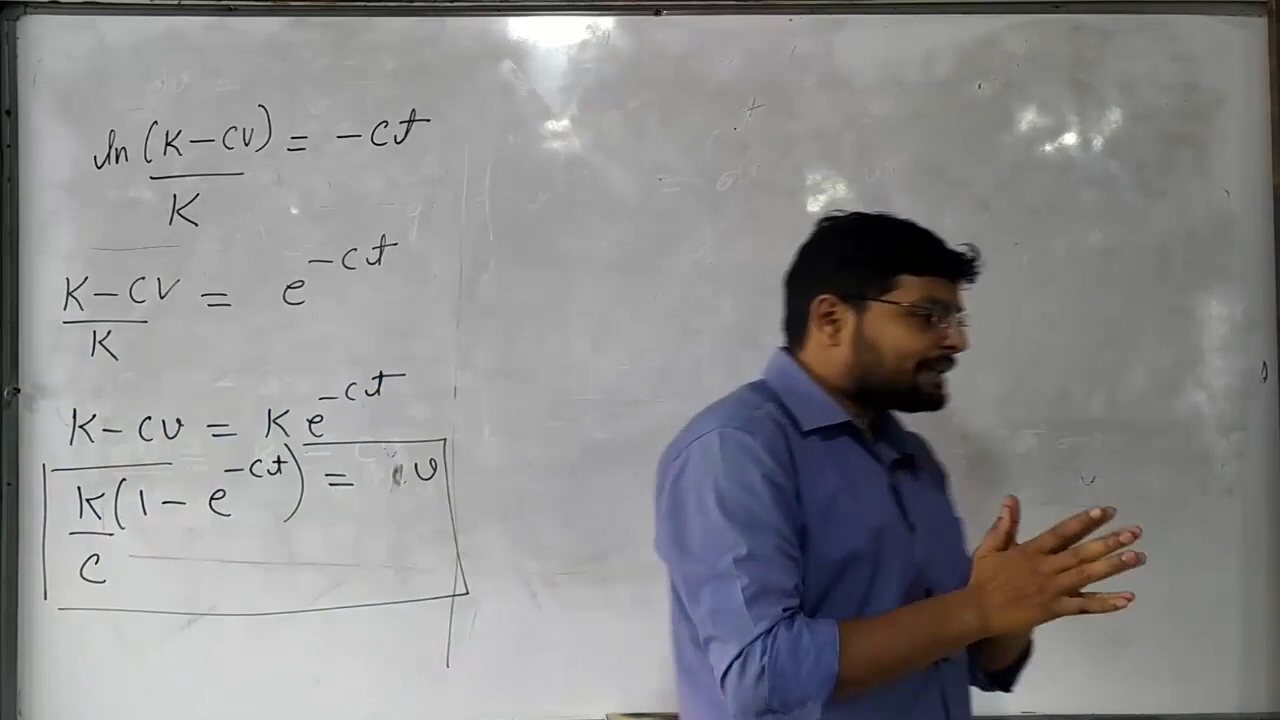 ln (K-CV) = -ct
K
K-CV = e^-ct
K
K-CV = K e^-ct
K(1-e^-ct) = v
C